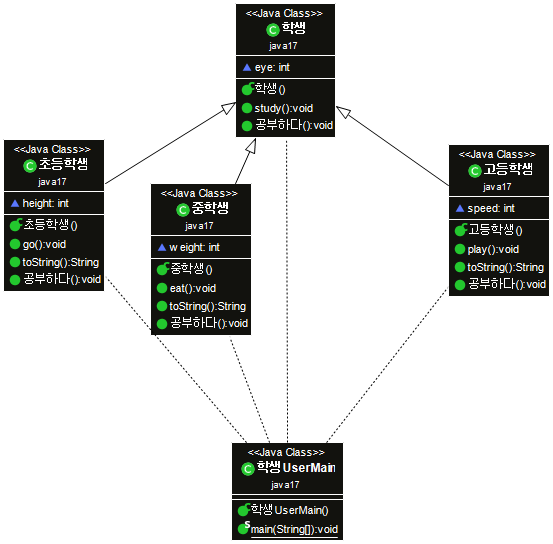 <<Java Class>>
학생
java17
eye: int
학생()
study():void
공부하다():void
<<Java Class>>
초등학생
java17
height: int
초등학생()
go():void
toString():String
공부하다():void
<<Java Class>>
중학생
java17
weight: int
중학생()
eat():void
toString():String
공부하다():void
<<Java Class>>
고등학생
java17
speed: int
고등학생()
play():void
toString():String
공부하다():void
<<Java Class>>
학생UserMain
java17
학생UserMain()
main(String[]):void